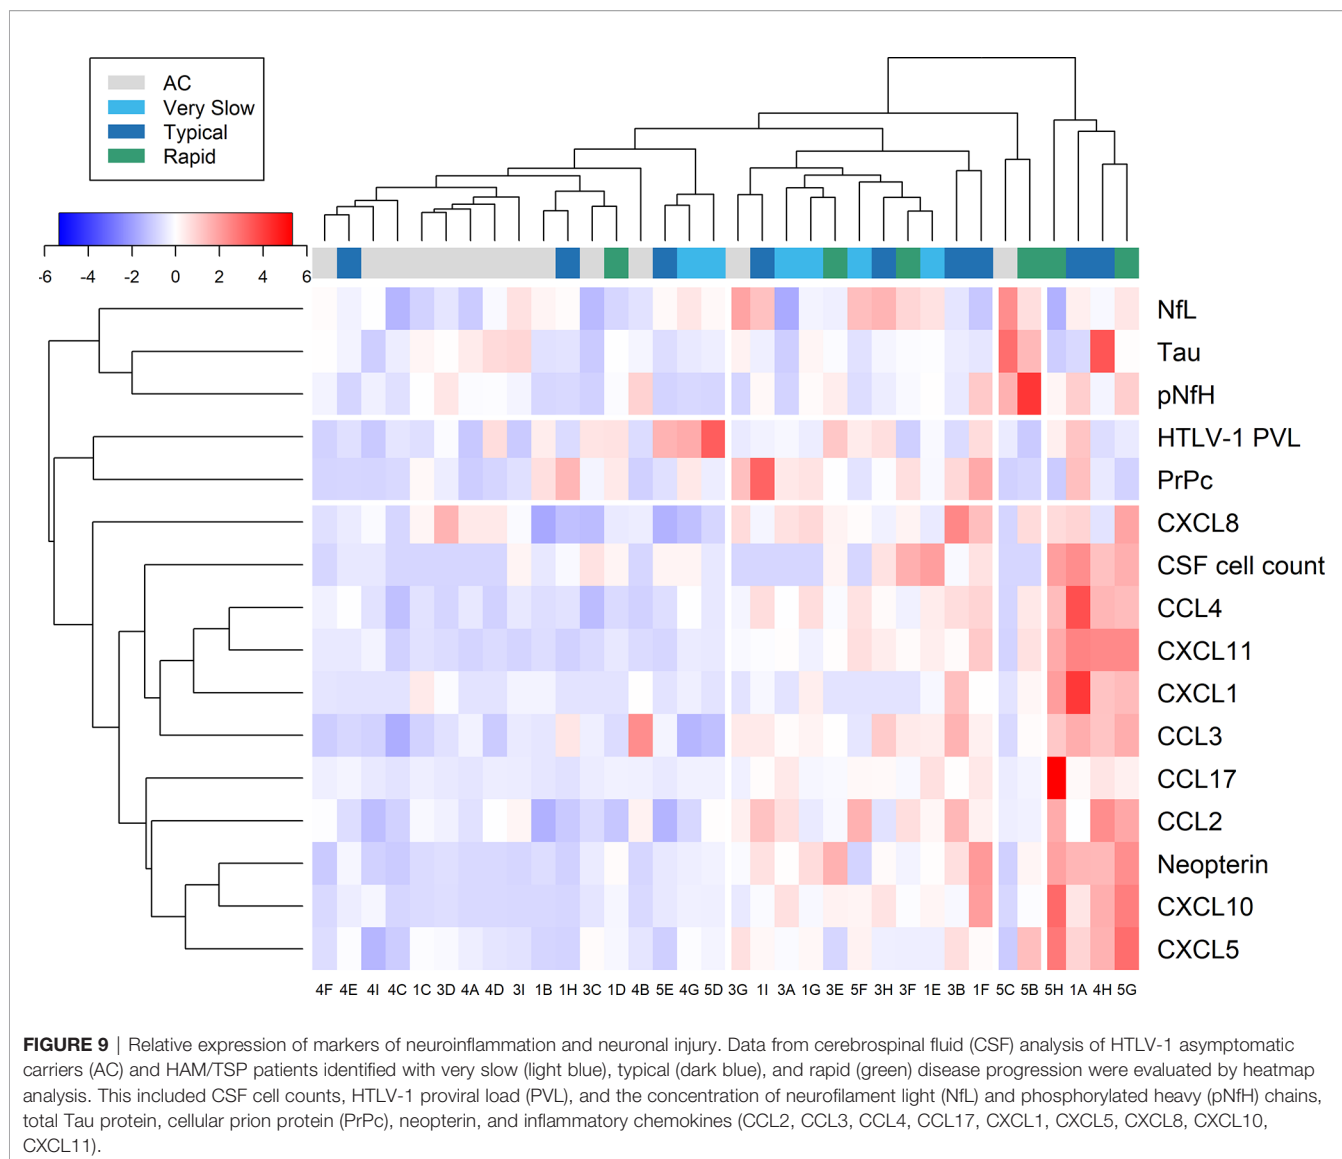 AC
Very Slow
Typical
Rapid
-6 -4 -2 0 2 4 6
NfL
Tau
pNfH
HTLV-1 PVL
PrPc
CXCL8
CSF cell count
CCL4
CXCL11
CXCL1
CCL3
CCL17
CCL2
Neopterin
CXCL10
CXCL5
4F 4E 4I 4C 1C 3D 4A 4D 3I 1B 1H 3C 1D 4B 5E 4G 5D 3G 1I 3A 1G 3E 5F 3H 3F 1E 3B 1F 5C 5B 5H 1A 4H 5G
FIGURE 9 | Relative expression of markers of neuroinflammation and neuronal injury. Data from cerebrospinal fluid (CSF) analysis of HTLV-1 asymptomatic
carriers (AC) and HAM/TSP patients identified with very slow (light blue), typical (dark blue), and rapid (green) disease progression were evaluated by heatmap
analysis. This included CSF cell counts, HTLV-1 proviral load (PVL), and the concentration of neurofilament light (NfL) and phosphorylated heavy (pNfH) chains,
total Tau protein, cellular prion protein (PrPc), neopterin, and inflammatory chemokines (CCL2, CCL3, CCL4, CCL17, CXCL1, CXCL5, CXCL8, CXCL10,
CXCL11).